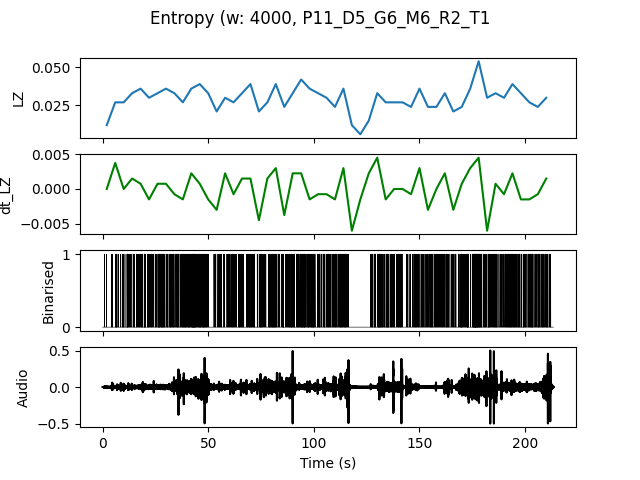 Entropy (w: 4000, P11_D5_G6_M6_R2_T1
0.050
0.025
LZ
0.005
0.000
−0.005
dt_LZ
1
0
Binarised
0.5
0.0
−0.5
Audio
0 50 100 150 200
Time (s)